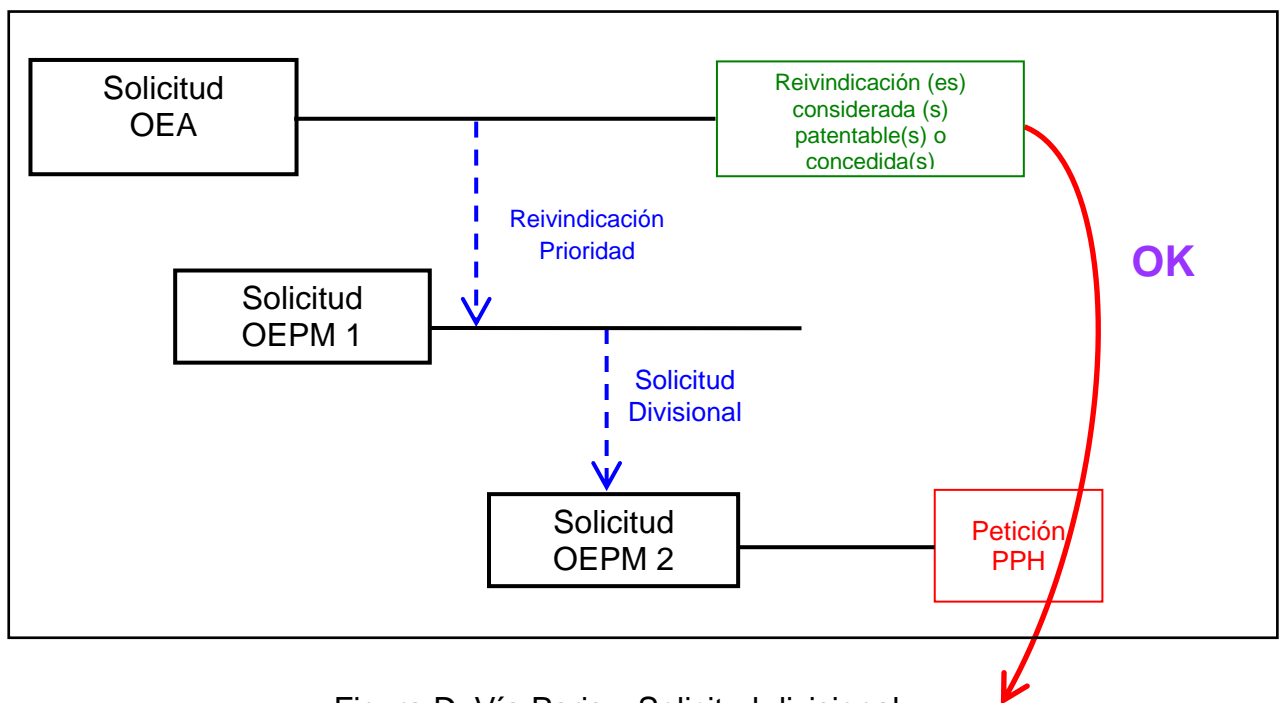 Solicitud
OEA
Reivindicación (es)
considerada (s)
patentable(s) o
concedida(s)
Reivindicación
Prioridad
OK
Solicitud
OEPM 1
Solicitud
Divisional
Solicitud
OEPM 2
Petición
PPH